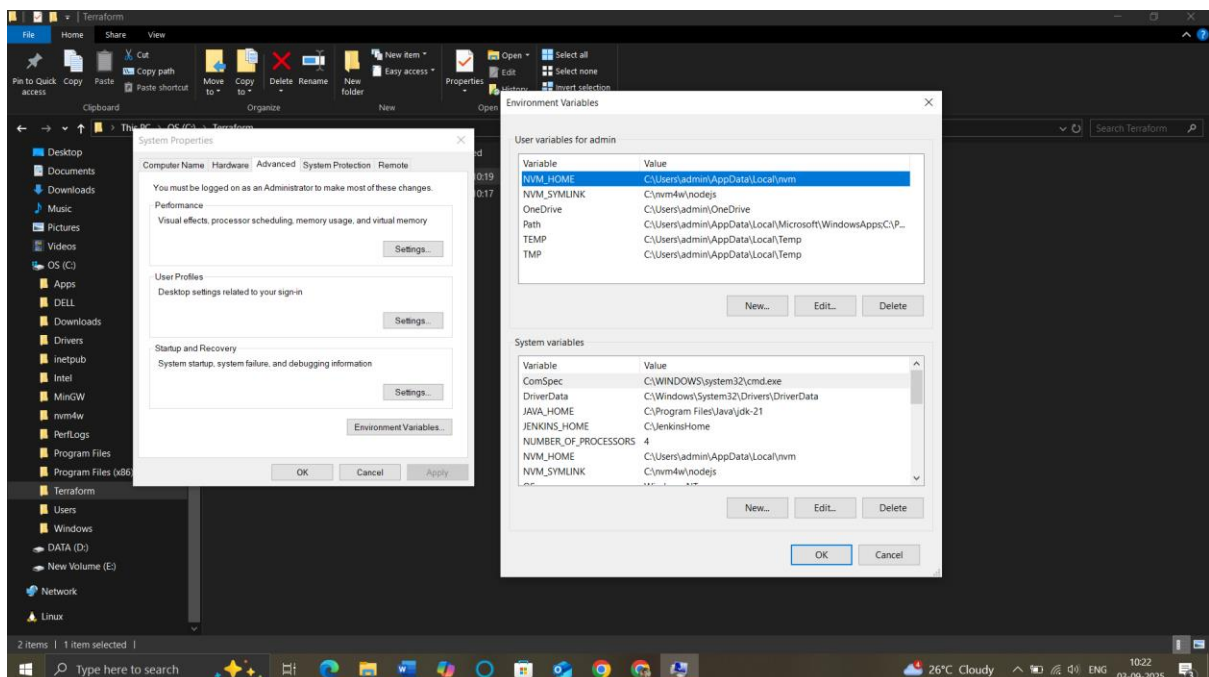 Terraform
File Home Share View
Pin to Quick access
Copy
Paste
Cut
Copy path
Paste shortcut
Clipboard
Move to
Copy to
Delete
Rename
Organize
New folder
New item
Easy access
New
Properties
Open
Edit
History
Open
Select all
Select none
Invert selection
This PC > OS (C:) > Terraform
Search Terraform
Desktop
Documents
Downloads
Music
Pictures
Videos
OS (C:)
Apps
DELL
Downloads
Drivers
inetpub
Intel
MinGW
nvm4w
PerfLogs
Program Files
Program Files (x86)
Terraform
Users
Windows
DATA (D:)
New Volume (E:)
Network
Linux
2 items | 1 item selected |
System Properties
Computer Name Hardware Advanced System Protection Remote
You must be logged on as an Administrator to make most of these changes.
Performance
Visual effects, processor scheduling, memory usage, and virtual memory
Settings...
User Profiles
Desktop settings related to your sign-in
Settings...
Startup and Recovery
System startup, system failure, and debugging information
Settings...
Environment Variables...
OK Cancel Apply
ed
10:19
10:17
Environment Variables
User variables for admin
Variable Value
NVM_HOME C:\Users\admin\AppData\Local\nvm
NVM_SYMLINK C:\nvm4w\nodejs
OneDrive C:\Users\admin\OneDrive
Path C:\Users\admin\AppData\Local\Microsoft\WindowsApps;C:\P...
TEMP C:\Users\admin\AppData\Local\Temp
TMP C:\Users\admin\AppData\Local\Temp
New... Edit... Delete
System variables
Variable Value
ComSpec C:\WINDOWS\system32\cmd.exe
DriverData C:\Windows\System32\Drivers\DriverData
JAVA_HOME C:\Program Files\Java\jdk-21
JENKINS_HOME C:\JenkinsHome
NUMBER_OF_PROCESSORS 4
NVM_HOME C:\Users\admin\AppData\Local\nvm
NVM_SYMLINK C:\nvm4w\nodejs
New... Edit... Delete
OK Cancel
Type here to search
26°C Cloudy
ENG
10:22
03-09-2025